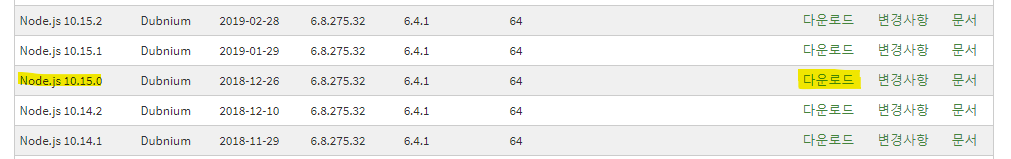 Node.js 10.15.2 Dubnium 2019-02-28 6.8.275.32 6.4.1 64 다운로드 변경사항 문서
Node.js 10.15.1 Dubnium 2019-01-29 6.8.275.32 6.4.1 64 다운로드 변경사항 문서
Node.js 10.15.0 Dubnium 2018-12-26 6.8.275.32 6.4.1 64 다운로드 변경사항 문서
Node.js 10.14.2 Dubnium 2018-12-10 6.8.275.32 6.4.1 64 다운로드 변경사항 문서
Node.js 10.14.1 Dubnium 2018-11-29 6.8.275.32 6.4.1 64 다운로드 변경사항 문서